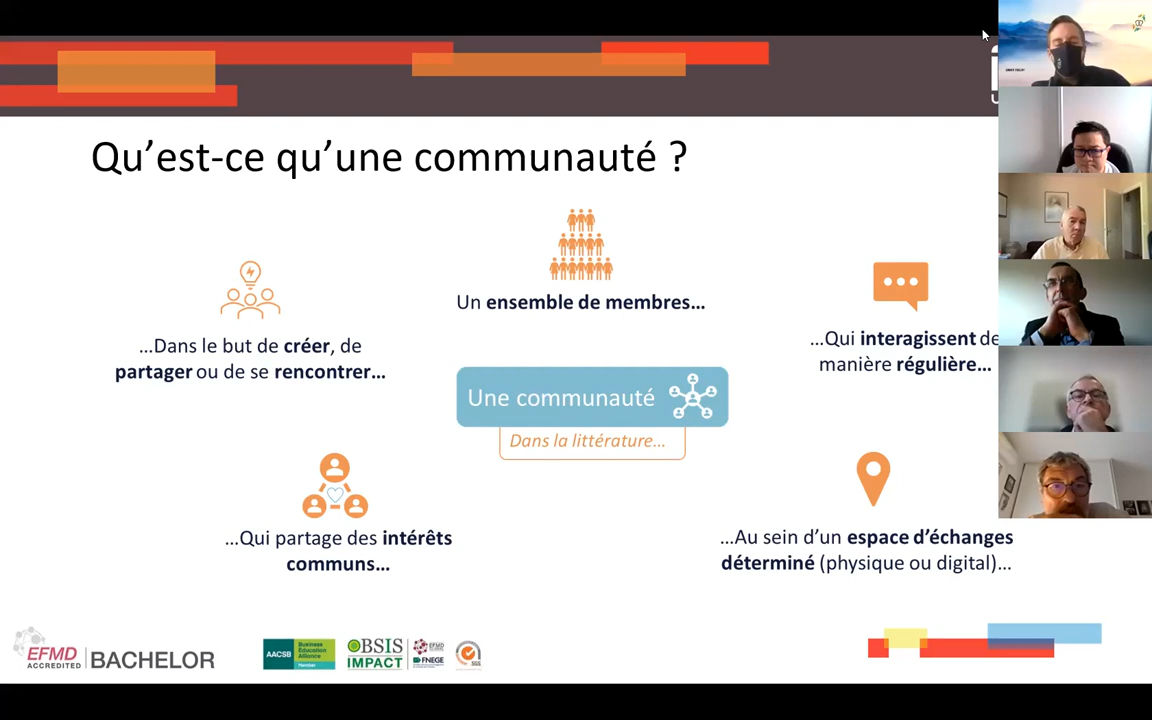 Qu’est-ce qu’une communauté ?
Un ensemble de membres…
…Dans le but de créer, de
partager ou de se rencontrer…
…Qui interagissent de
manière régulière…
Une communauté
Dans la littérature…
…Qui partage des intérêts
communs…
…Au sein d’un espace d’échanges
déterminé (physique ou digital)…
EFMD
ACCREDITED
BACHELOR
AACSB
Business
Education
Alliance
Member
BSIS
IMPACT
EFMD
FNEGE
SGS